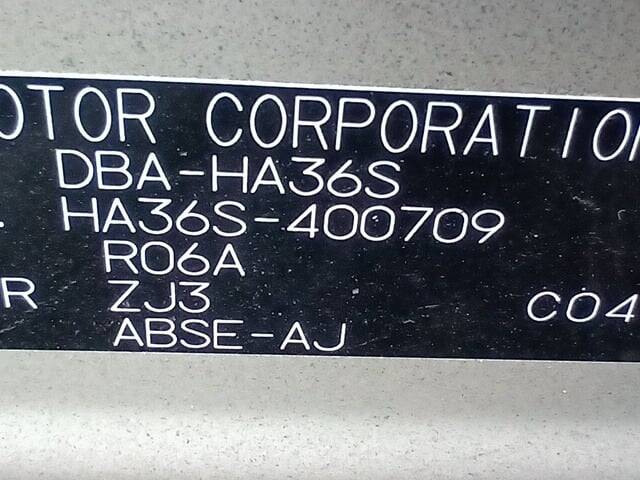 OTOR CORPORATION
DBA-HA36S
HA36S-400709
R06A
R ZJ3 C04
ABSE-AJ